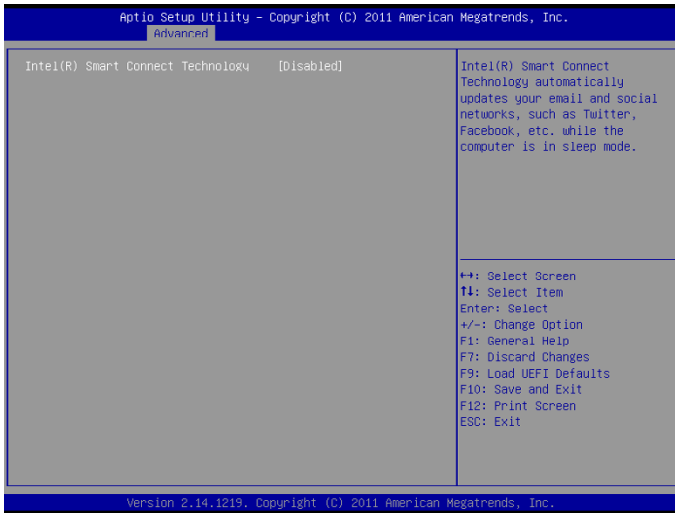 Aptio Setup Utility – Copyright (C) 2011 American Megatrends, Inc.
Advanced
Intel(R) Smart Connect Technology [Disabled]
Intel(R) Smart Connect
Technology automatically
updates your email and social
networks, such as Twitter,
Facebook, etc. while the
computer is in sleep mode.
↔: Select Screen
↑↓: Select Item
Enter: Select
+/-: Change Option
F1: General Help
F7: Discard Changes
F9: Load UEFI Defaults
F10: Save and Exit
F12: Print Screen
ESC: Exit
Version 2.14.1219. Copyright (C) 2011 American Megatrends, Inc.